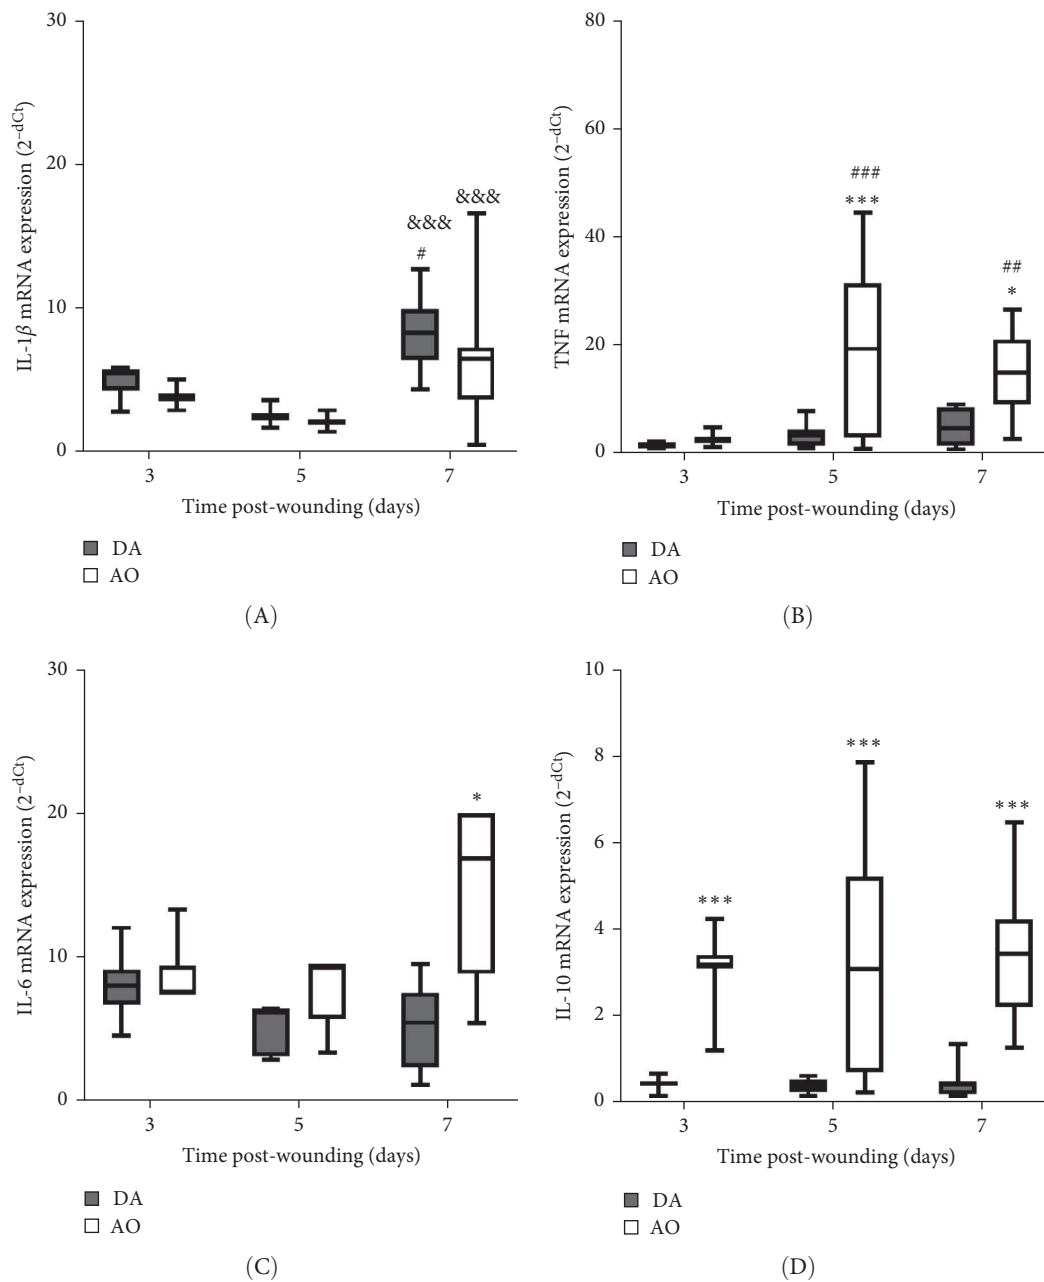 30
20
10
0
IL-1β mRNA expression (2⁻ᵈᶜᵗ)
&&&
#
&&&
3 5 7
Time post-wounding (days)
DA
AO
(A)
80
60
40
20
0
TNF mRNA expression (2⁻ᵈᶜᵗ)
###
***
##
*
3 5 7
Time post-wounding (days)
DA
AO
(B)
30
20
10
0
IL-6 mRNA expression (2⁻ᵈᶜᵗ)
*
3 5 7
Time post-wounding (days)
DA
AO
(C)
10
8
6
4
2
0
IL-10 mRNA expression (2⁻ᵈᶜᵗ)
***
***
***
3 5 7
Time post-wounding (days)
DA
AO
(D)